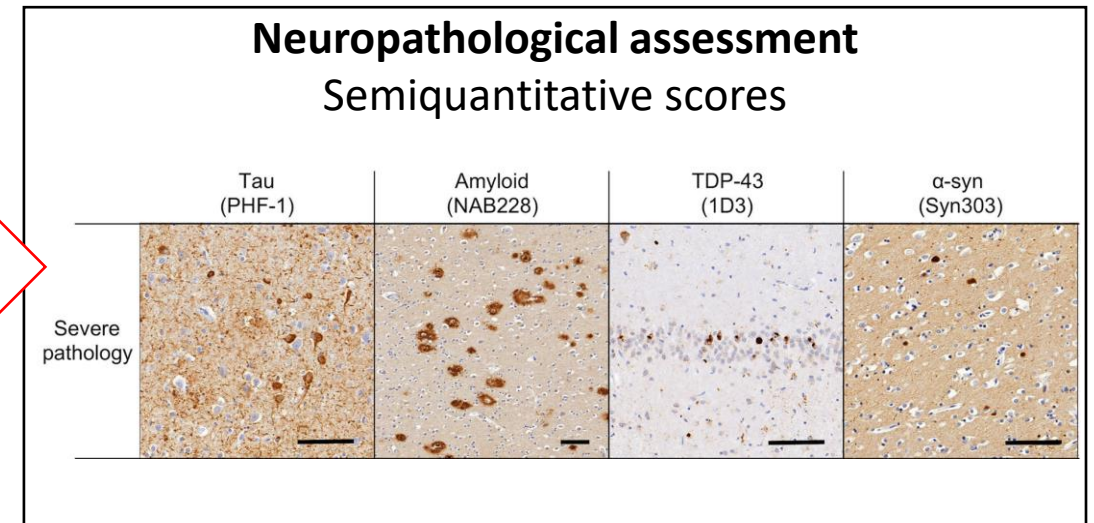 Neuropathological assessment
Semiquantitative scores
Tau
(PHF-1)
Amyloid
(NAB228)
TDP-43
(1D3)
α-syn
(Syn303)
Severe
pathology